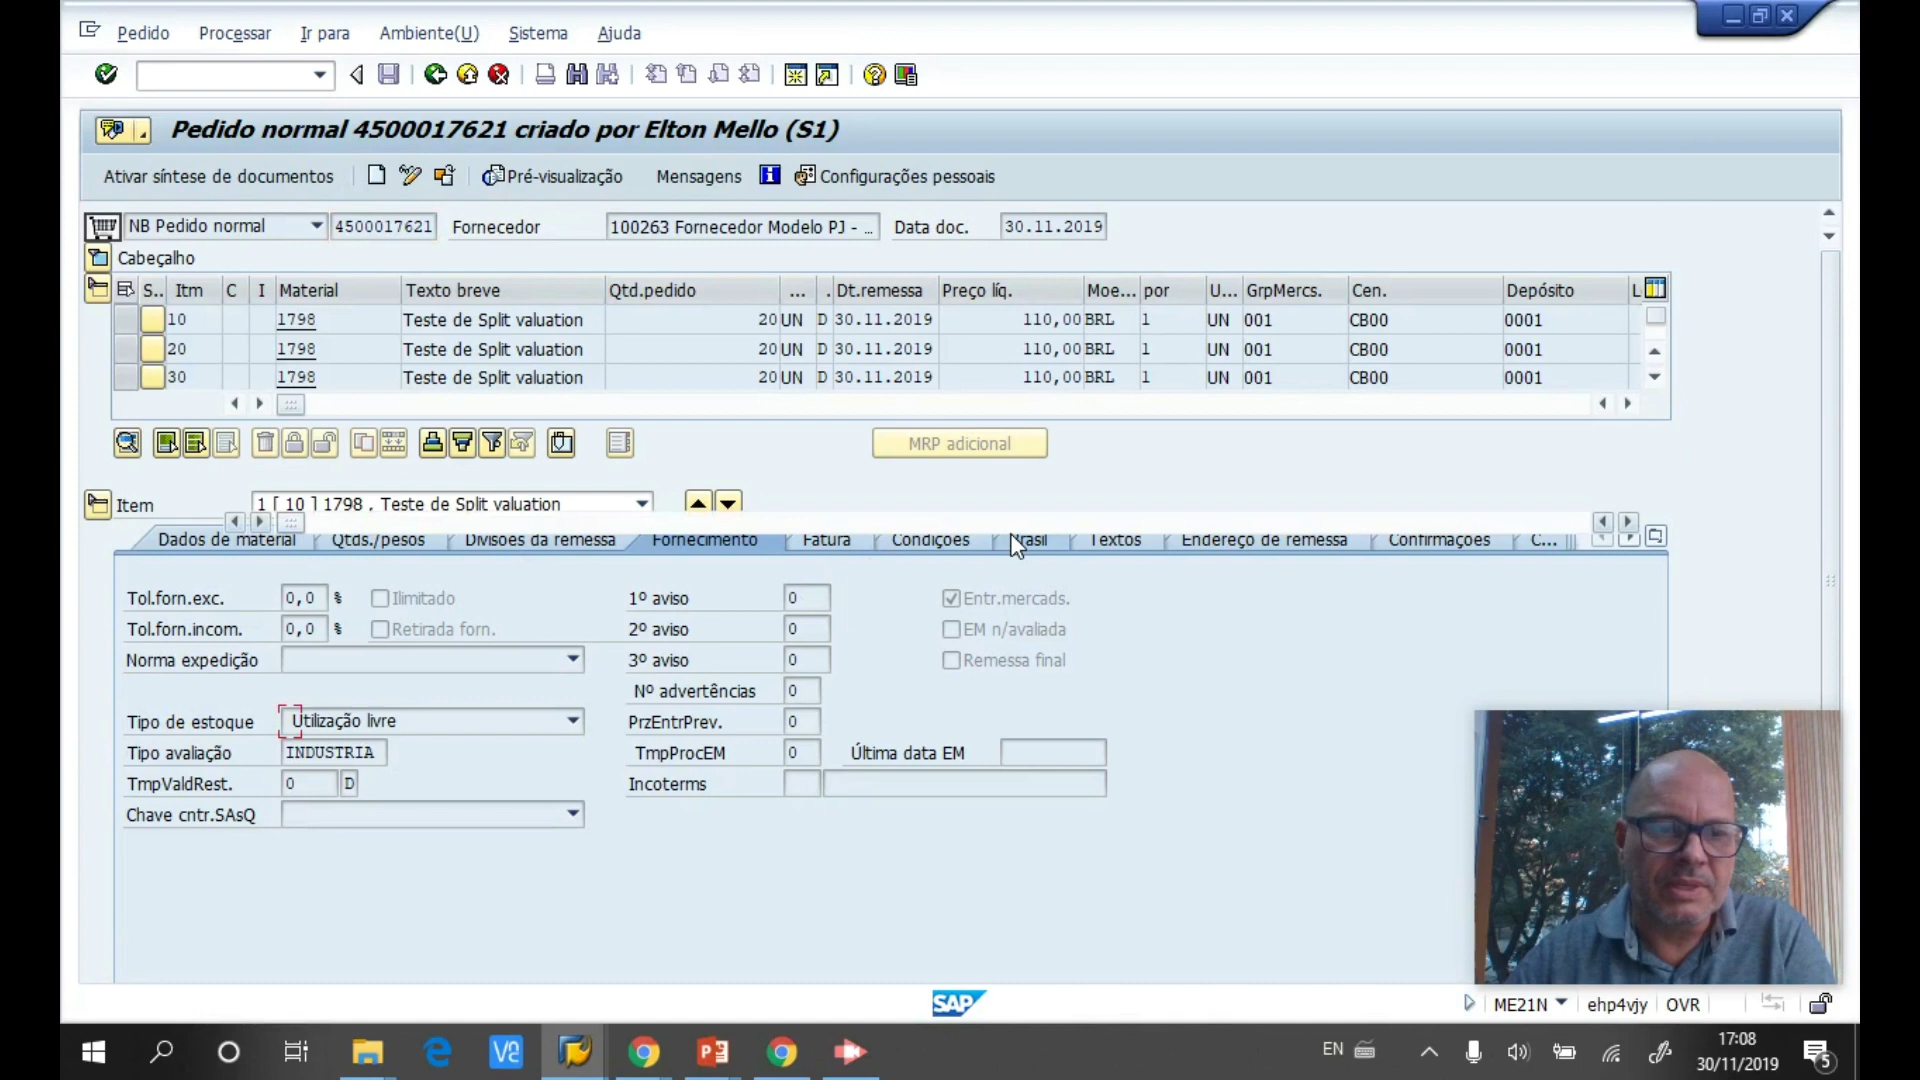 Pedido Processar Ir para Ambiente(U) Sistema Ajuda
Pedido normal 4500017621 criado por Elton Mello (S1)
Ativar síntese de documentos Pré-visualização Mensagens Configurações pessoais
NB Pedido normal 4500017621 Fornecedor 100263 Fornecedor Modelo PJ - ... Data doc. 30.11.2019
Cabeçalho
S.. Itm C I Material Texto breve Qtd.pedido ... . Dt.remessa Preço líq. Moe... por U... GrpMercs. Cen. Depósito L
10 1798 Teste de Split valuation 20 UN D 30.11.2019 110,00 BRL 1 UN 001 CB00 0001
20 1798 Teste de Split valuation 20 UN D 30.11.2019 110,00 BRL 1 UN 001 CB00 0001
30 1798 Teste de Split valuation 20 UN D 30.11.2019 110,00 BRL 1 UN 001 CB00 0001
MRP adicional
Item 1 [ 10 ] 1798 , Teste de Split valuation
Dados de material Qtds./pesos Divisões da remessa Fornecimento Fatura Condições Textos Endereço de remessa Confirmações C...
Tol.forn.exc. 0,0 % Ilimitado 1º aviso 0 Entr.mercads.
Tol.forn.incom. 0,0 % Retirada forn. 2º aviso 0 EM n/avaliada
Norma expedição 3º aviso 0 Remessa final
Nº advertências 0
Tipo de estoque Utilização livre PrzEntrPrev. 0
Tipo avaliação INDUSTRIA TmpProcEM 0 Última data EM
TmpValdRest. 0 D Incoterms
Chave cntr.SAsQ
SAP ME21N ehp4vjy OVR
EN 17:08
30/11/2019 5